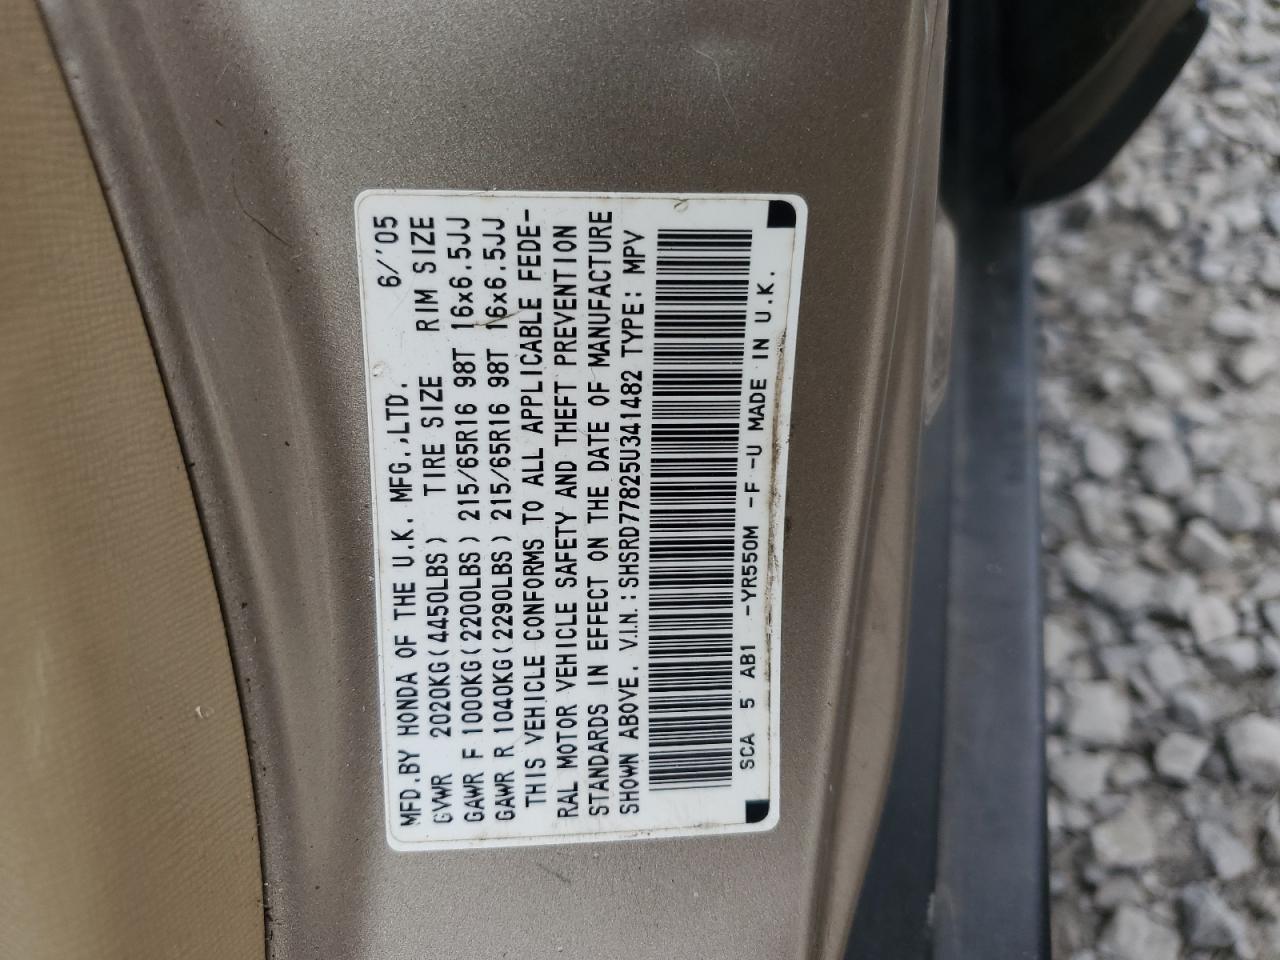 MFD. BY HONDA OF THE U.K. MFG.,LTD. 6/'05
GVWR 2020KG(4450LBS) TIRE SIZE RIM SIZE
GAWR F 1000KG(2200LBS) 215/65R16 98T 16x6.5JJ
GAWR R 1040KG(2290LBS) 215/65R16 98T 16x6.5JJ
THIS VEHICLE CONFORMS TO ALL APPLICABLE FEDE-
RAL MOTOR VEHICLE SAFETY AND THEFT PREVENTION
STANDARDS IN EFFECT ON THE DATE OF MANUFACTURE
SHOWN ABOVE. V.I.N.:SHSRD77825U341482 TYPE: MPV
SCA 5 AB1 -YR550M -F -U MADE IN U.K.